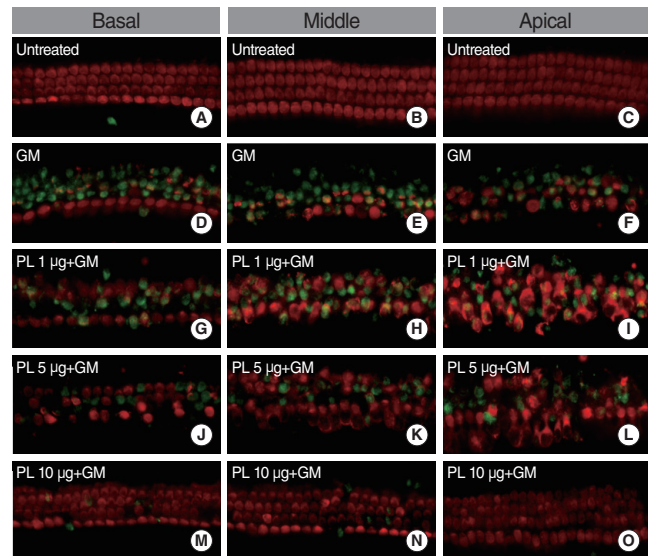 Basal Middle Apical
Untreated Untreated Untreated
A B C
GM GM GM
D E F
PL 1 µg+GM PL 1 µg+GM PL 1 µg+GM
G H I
PL 5 µg+GM PL 5 µg+GM PL 5 µg+GM
J K L
PL 10 µg+GM PL 10 µg+GM PL 10 µg+GM
M N O